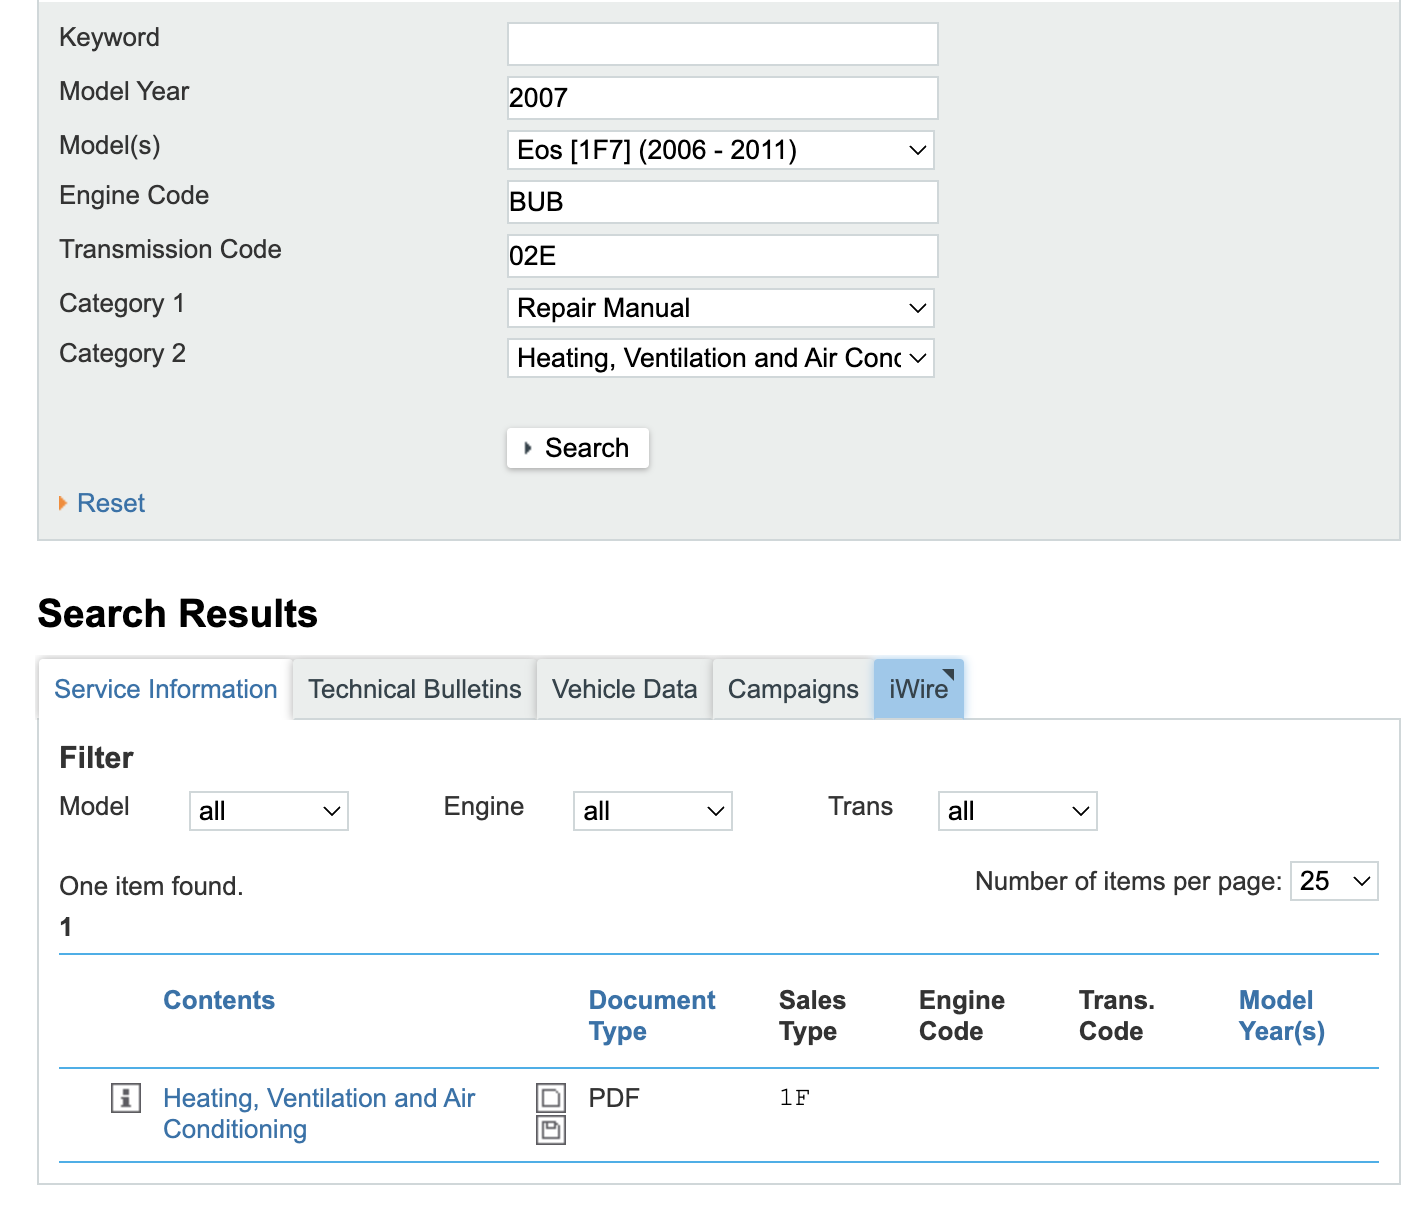 Keyword
Model Year 2007
Model(s) Eos [1F7] (2006 - 2011)
Engine Code BUB
Transmission Code 02E
Category 1 Repair Manual
Category 2 Heating, Ventilation and Air Conc
Search
Reset
Search Results
Service Information Technical Bulletins Vehicle Data Campaigns iWire
Filter
Model all Engine all Trans all
One item found. Number of items per page: 25
1
Contents Document Sales Engine Trans. Model
Type Type Code Code Year(s)
Heating, Ventilation and Air PDF 1F
Conditioning